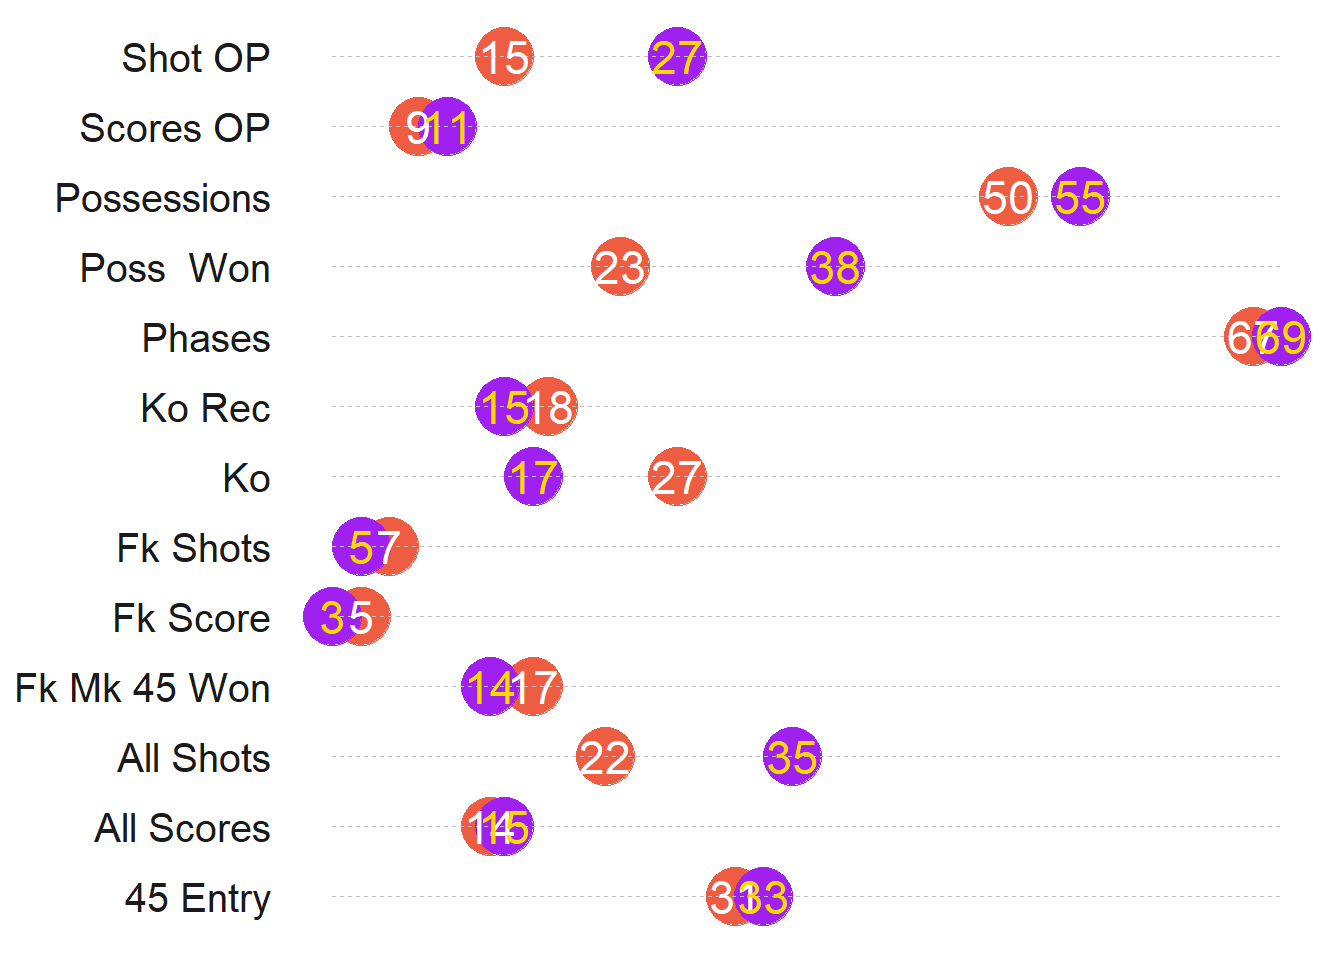 Shot OP 15 27
Scores OP 9 11
Possessions 50 55
Poss  Won 23 38
Phases 67 69
Ko Rec 15 18
Ko 17 27
Fk Shots 5 7
Fk Score 3 5
Fk Mk 45 Won 14 17
All Shots 22 35
All Scores 14 15
45 Entry 31 33